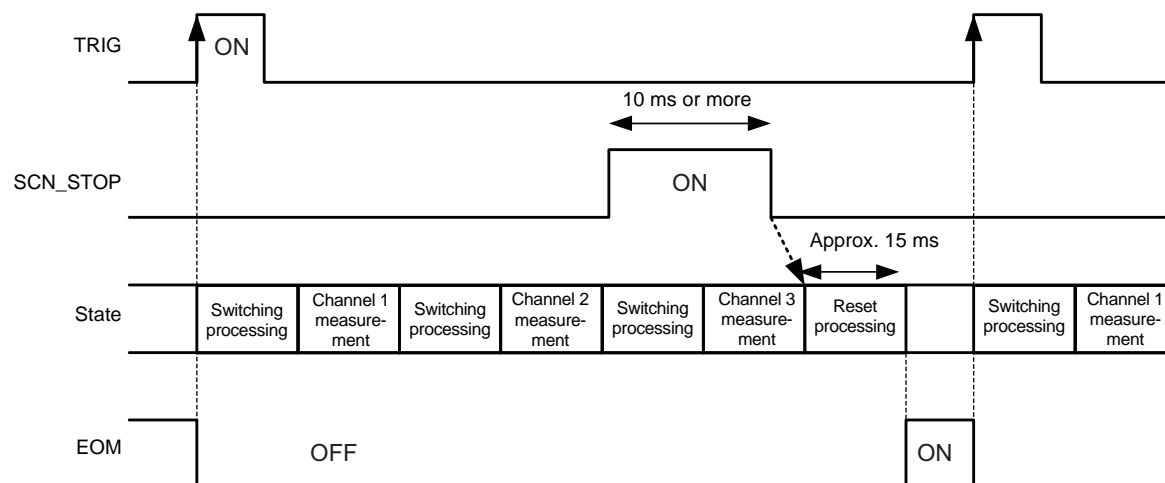 TRIG
ON
10 ms or more
SCN_STOP
ON
Approx. 15 ms
State
Switching
processing
Channel 1
measure-
ment
Switching
processing
Channel 2
measure-
ment
Switching
processing
Channel 3
measure-
ment
Reset
processing
Switching
processing
Channel 1
measure-
ment
EOM
OFF
ON